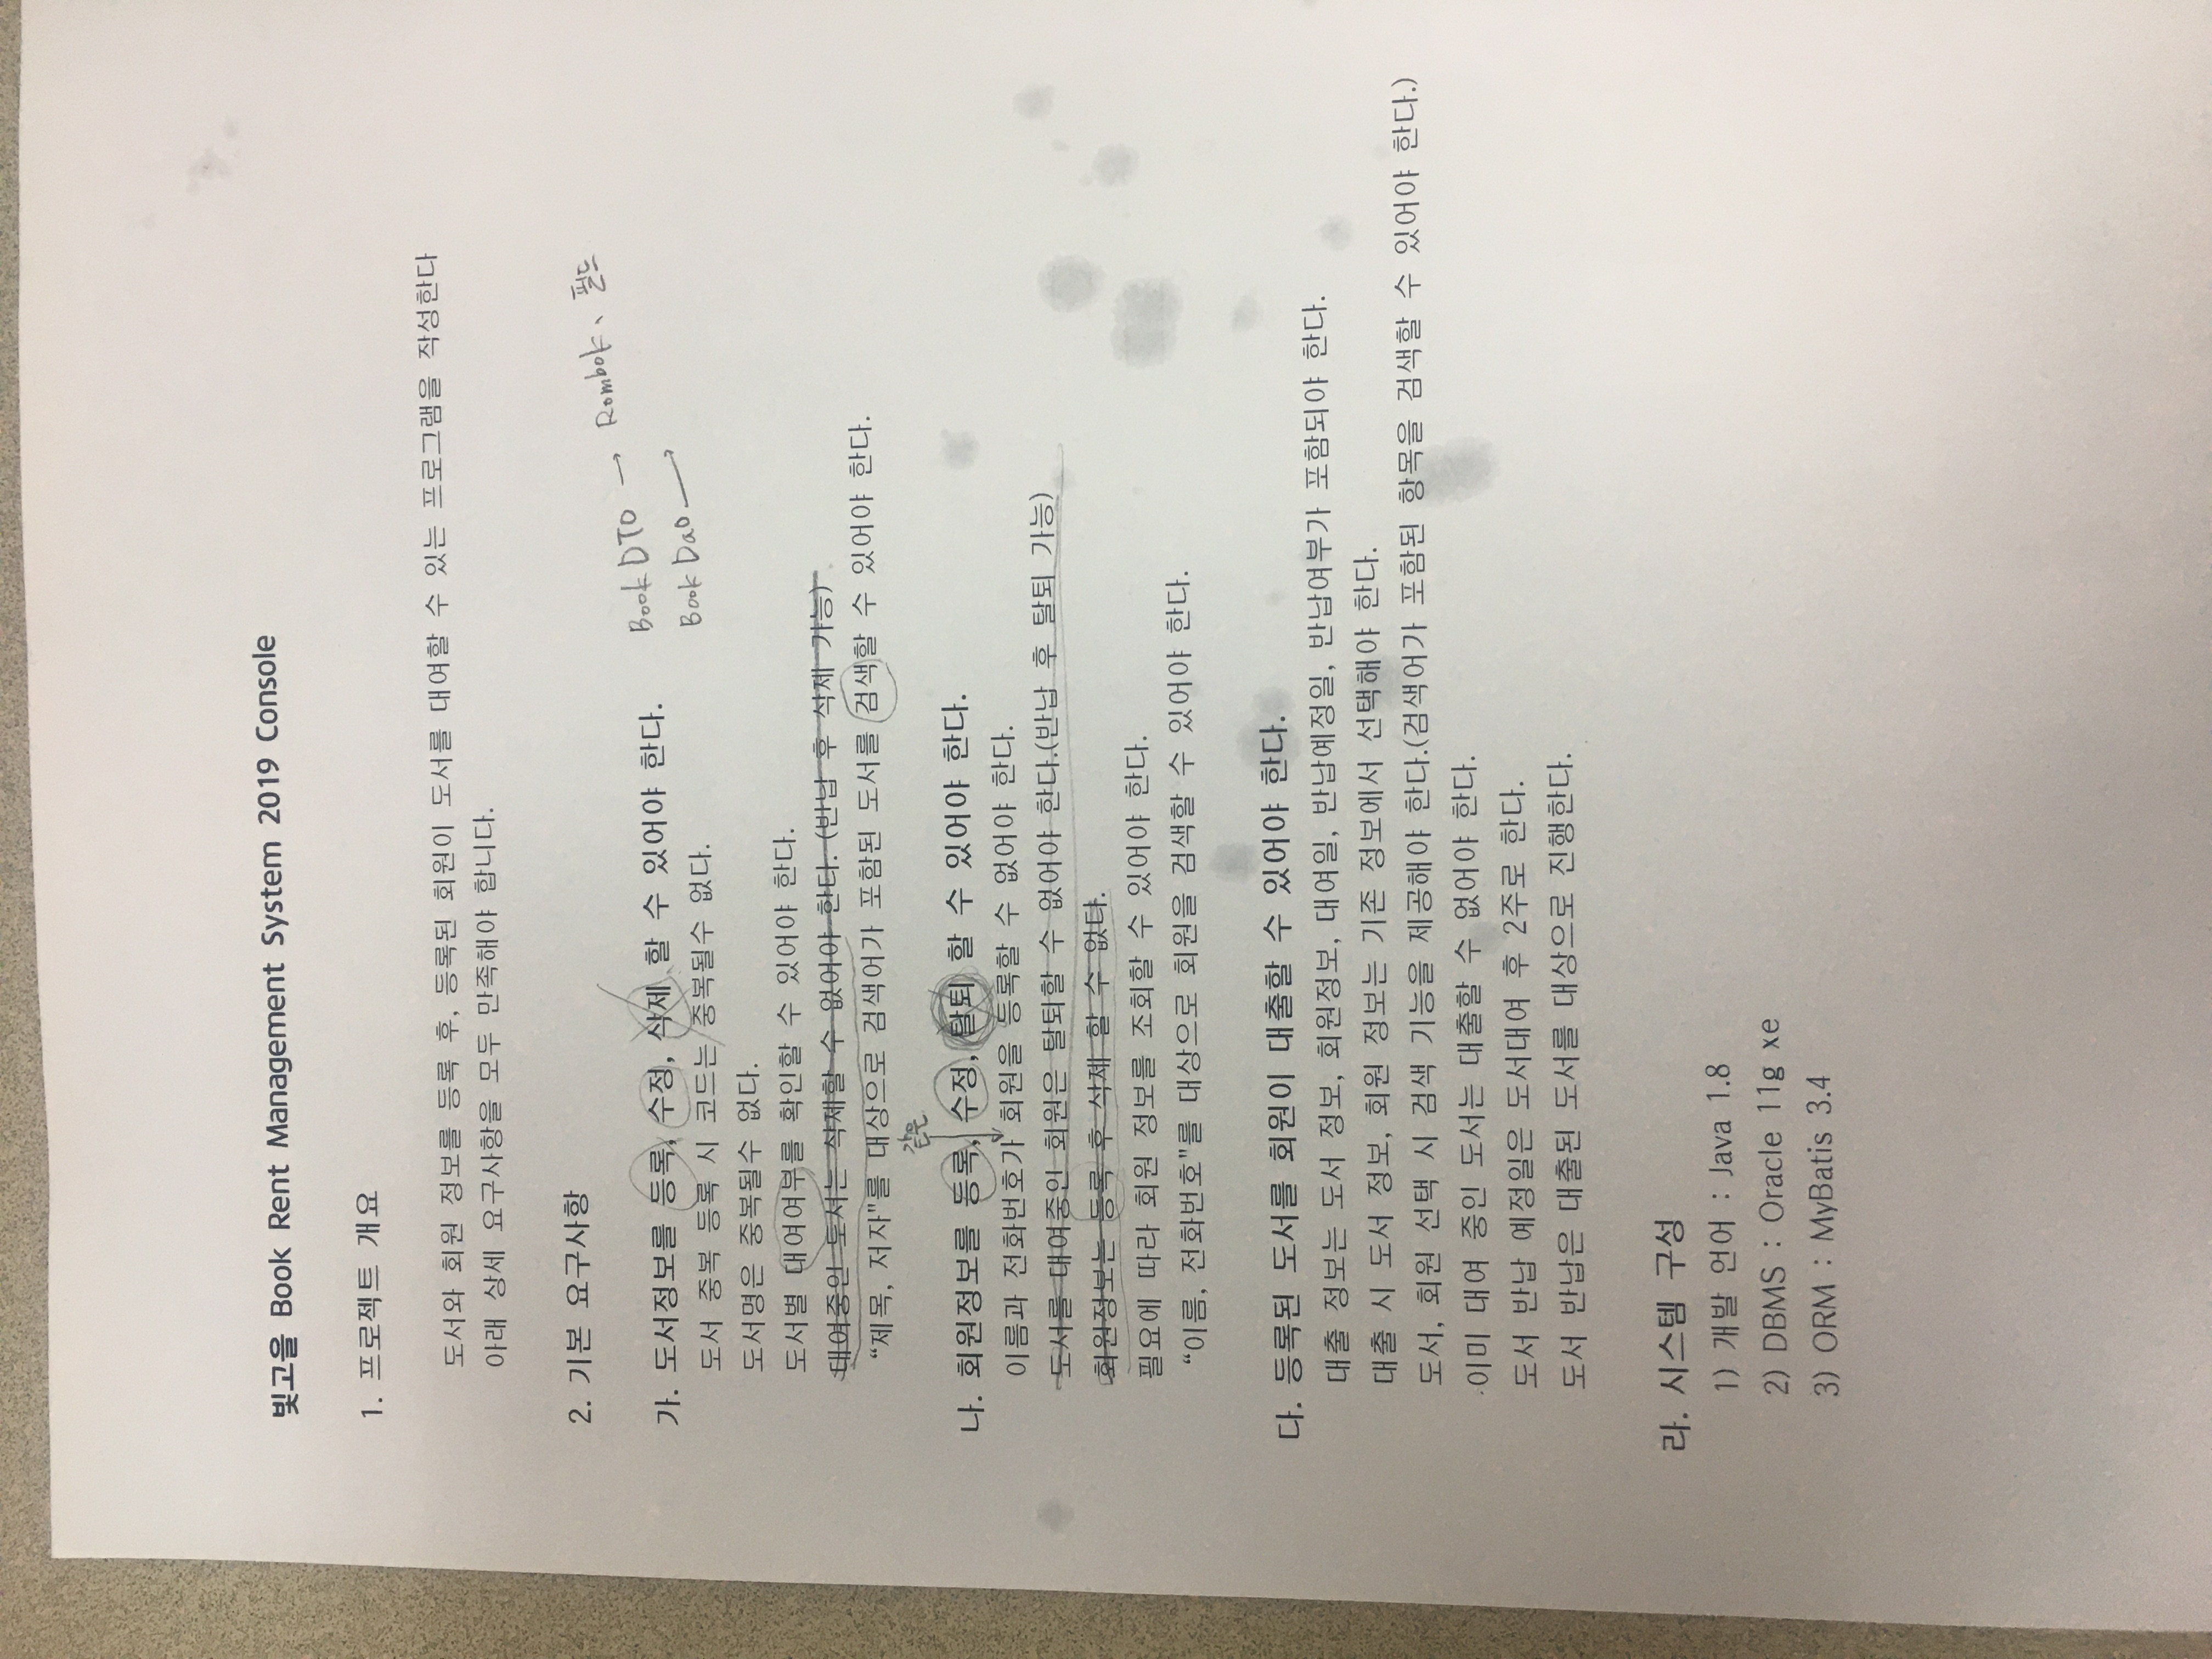 빛고을 Book Rent Management System 2019 Console
1. 프로젝트 개요
도서와 회원 정보를 등록 후, 등록된 회원이 도서를 대여할 수 있는 프로그램을 작성한다
아래 상세 요구사항을 모두 만족해야 합니다.
2. 기본 요구사항
Book DTO → Rombok、 필드
가. 도서정보를 등록, 수정, 삭제 할 수 있어야 한다.
Book Dao →
도서 중복 등록 시 코드는 중복될수 없다.
도서명은 중복될수 없다.
도서별 대여여부를 확인할 수 있어야 한다.
대여중인 도서는 삭제할 수 없어야 한다. (반납 후 삭제 가능)
“제목, 저자"를 대상으로 검색어가 포함된 도서를 검색할 수 있어야 한다.
같은
나. 회원정보를 등록, 수정, 탈퇴 할 수 있어야 한다.
이름과 전화번호가 회원을 등록할 수 없어야 한다.
도서를 대여중인 회원은 탈퇴할 수 없어야 한다.(반납 후 탈퇴 가능)
회원정보는 등록 후 삭제 할 수 없다.
필요에 따라 회원 정보를 조회할 수 있어야 한다.
“이름, 전화번호"를 대상으로 회원을 검색할 수 있어야 한다.
다. 등록된 도서를 회원이 대출할 수 있어야 한다.
대출 정보는 도서 정보, 회원정보, 대여일, 반납예정일, 반납여부가 포함되야 한다.
대출 시 도서 정보, 회원 정보는 기존 정보에서 선택해야 한다.
도서, 회원 선택 시 검색 기능을 제공해야 한다.(검색어가 포함된 항목을 검색할 수 있어야 한다.)
이미 대여 중인 도서는 대출할 수 없어야 한다.
도서 반납 예정일은 도서대여 후 2주로 한다.
도서 반납은 대출된 도서를 대상으로 진행한다.
라. 시스템 구성
1) 개발 언어 : Java 1.8
2) DBMS : Oracle 11g xe
3) ORM : MyBatis 3.4